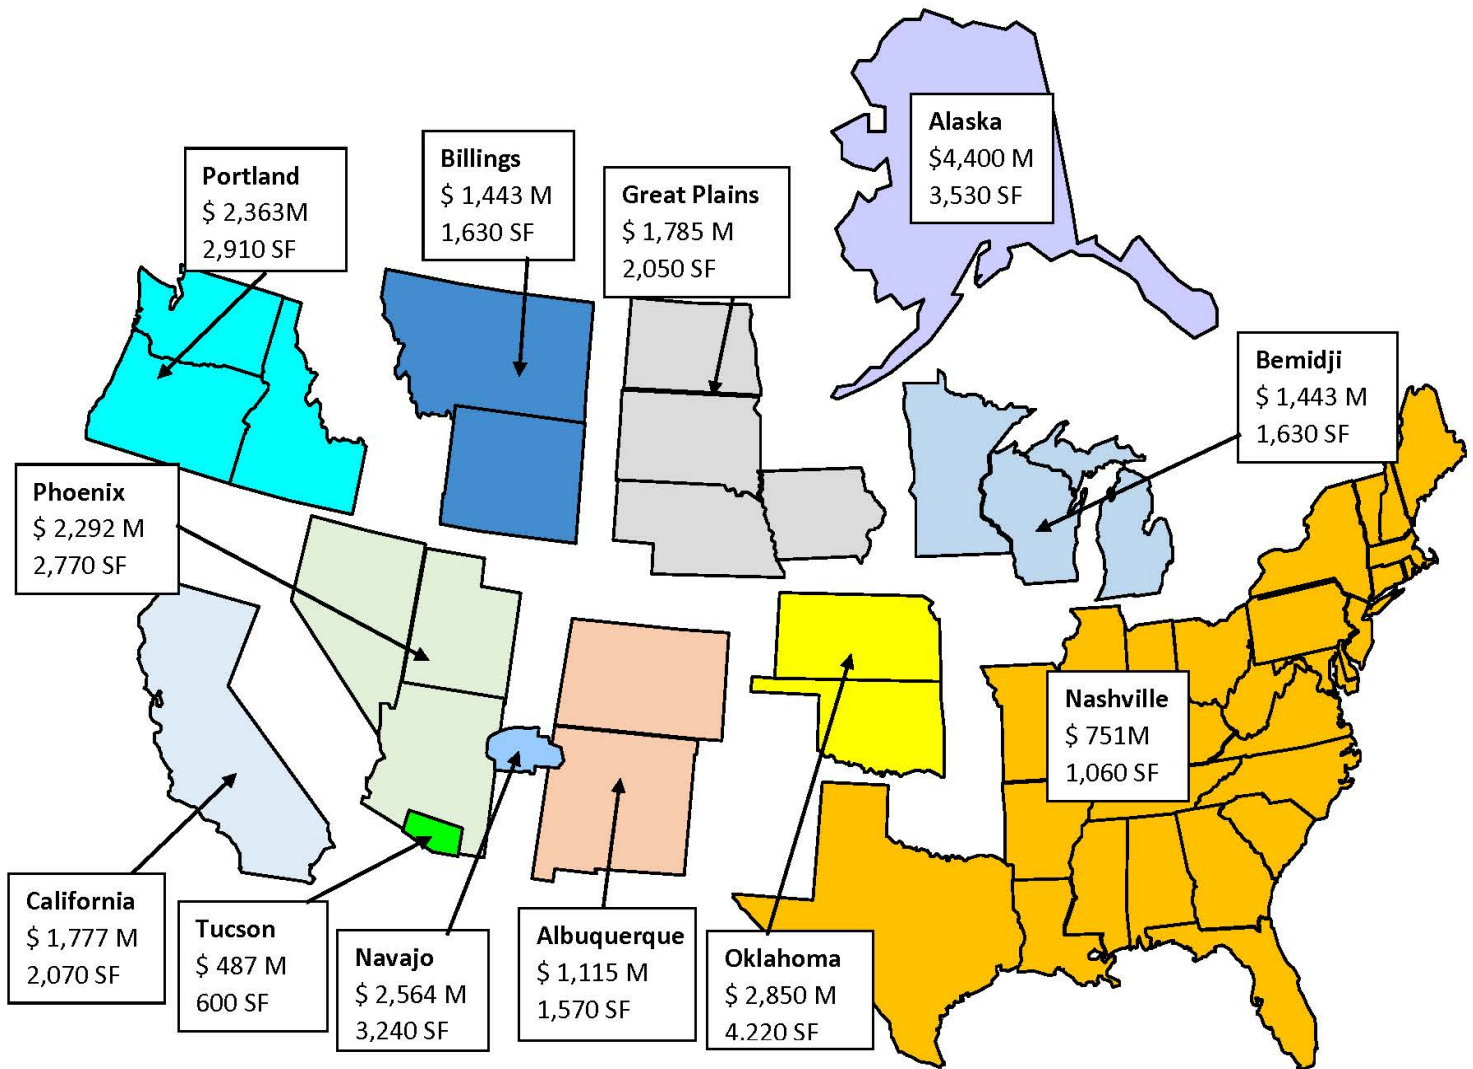 Alaska
$4,400 M
3,530 SF
Billings
$ 1,443 M
1,630 SF
Portland
$ 2,363M
2,910 SF
Great Plains
$ 1,785 M
2,050 SF
Bemidji
$ 1,443 M
1,630 SF
Phoenix
$ 2,292 M
2,770 SF
Nashville
$ 751M
1,060 SF
California
$ 1,777 M
2,070 SF
Tucson
$ 487 M
600 SF
Navajo
$ 2,564 M
3,240 SF
Albuquerque
$ 1,115 M
1,570 SF
Oklahoma
$ 2,850 M
4.220 SF